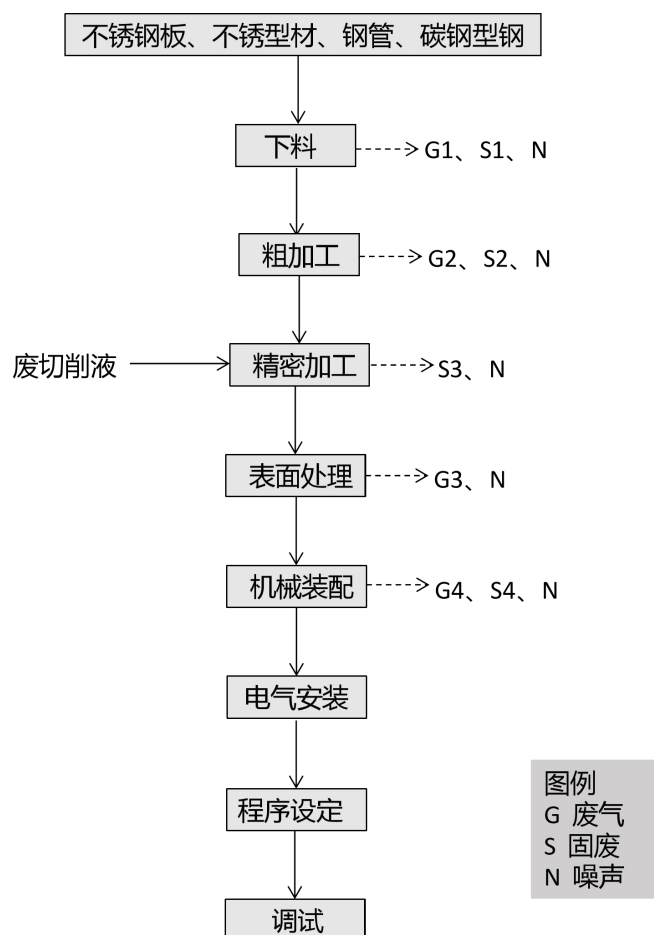 不锈钢板、不锈型材、钢管、碳钢型钢
下料
G1、S1、N
粗加工
G2、S2、N
废切削液
精密加工
S3、N
表面处理
G3、N
机械装配
G4、S4、N
电气安装
程序设定
调试
图例
G 废气
S 固废
N 噪声